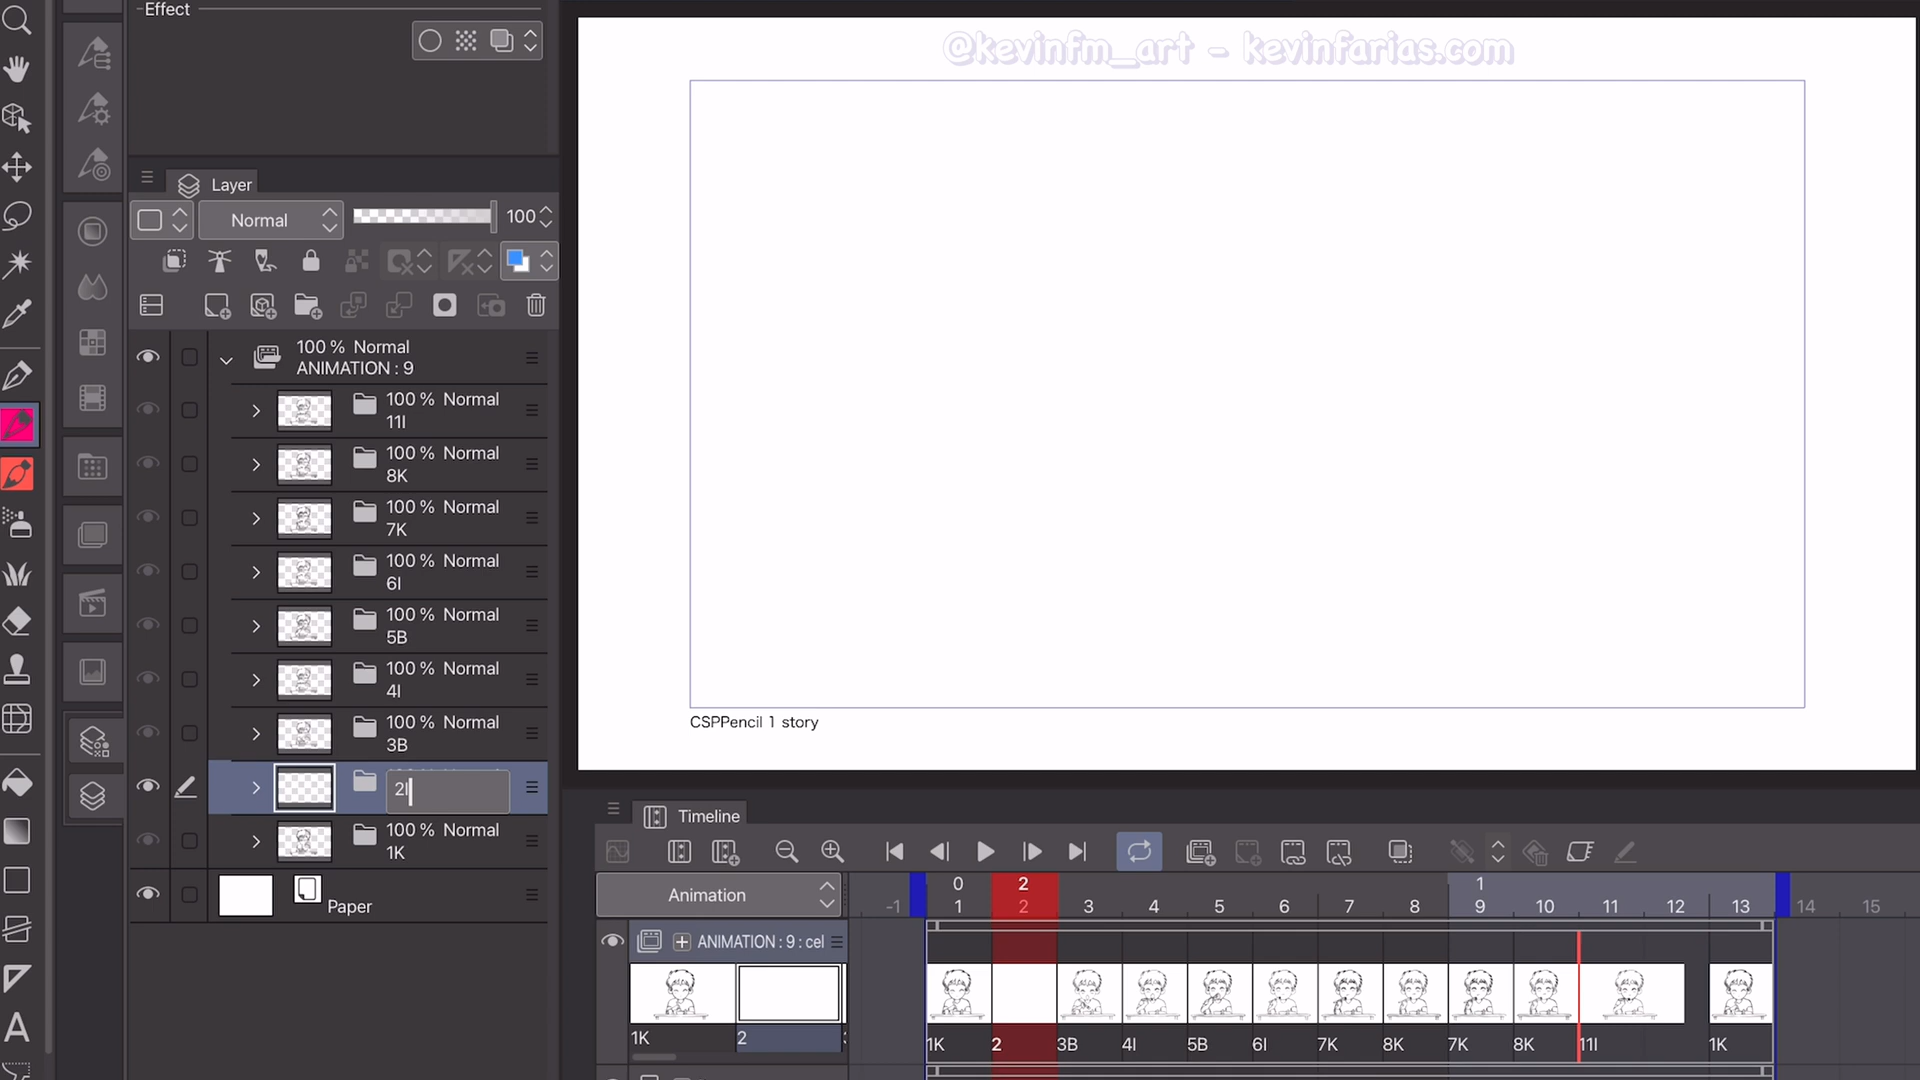 Effect
@kevinfm_art - kevinfarias.com
Layer
Normal
100
100 % Normal
ANIMATION : 9
100 % Normal
11I
100 % Normal
8K
100 % Normal
7K
100 % Normal
6I
100 % Normal
5B
100 % Normal
4I
100 % Normal
3B
2I
100 % Normal
1K
Paper
CSPPencil 1 story
Timeline
Animation
0 2 1
-1 1 2 3 4 5 6 7 8 9 10 11 12 13 14 15
ANIMATION : 9 : cel
1K 2
1K 2 3B 4I 5B 6I 7K 8K 7K 8K 11I 1K